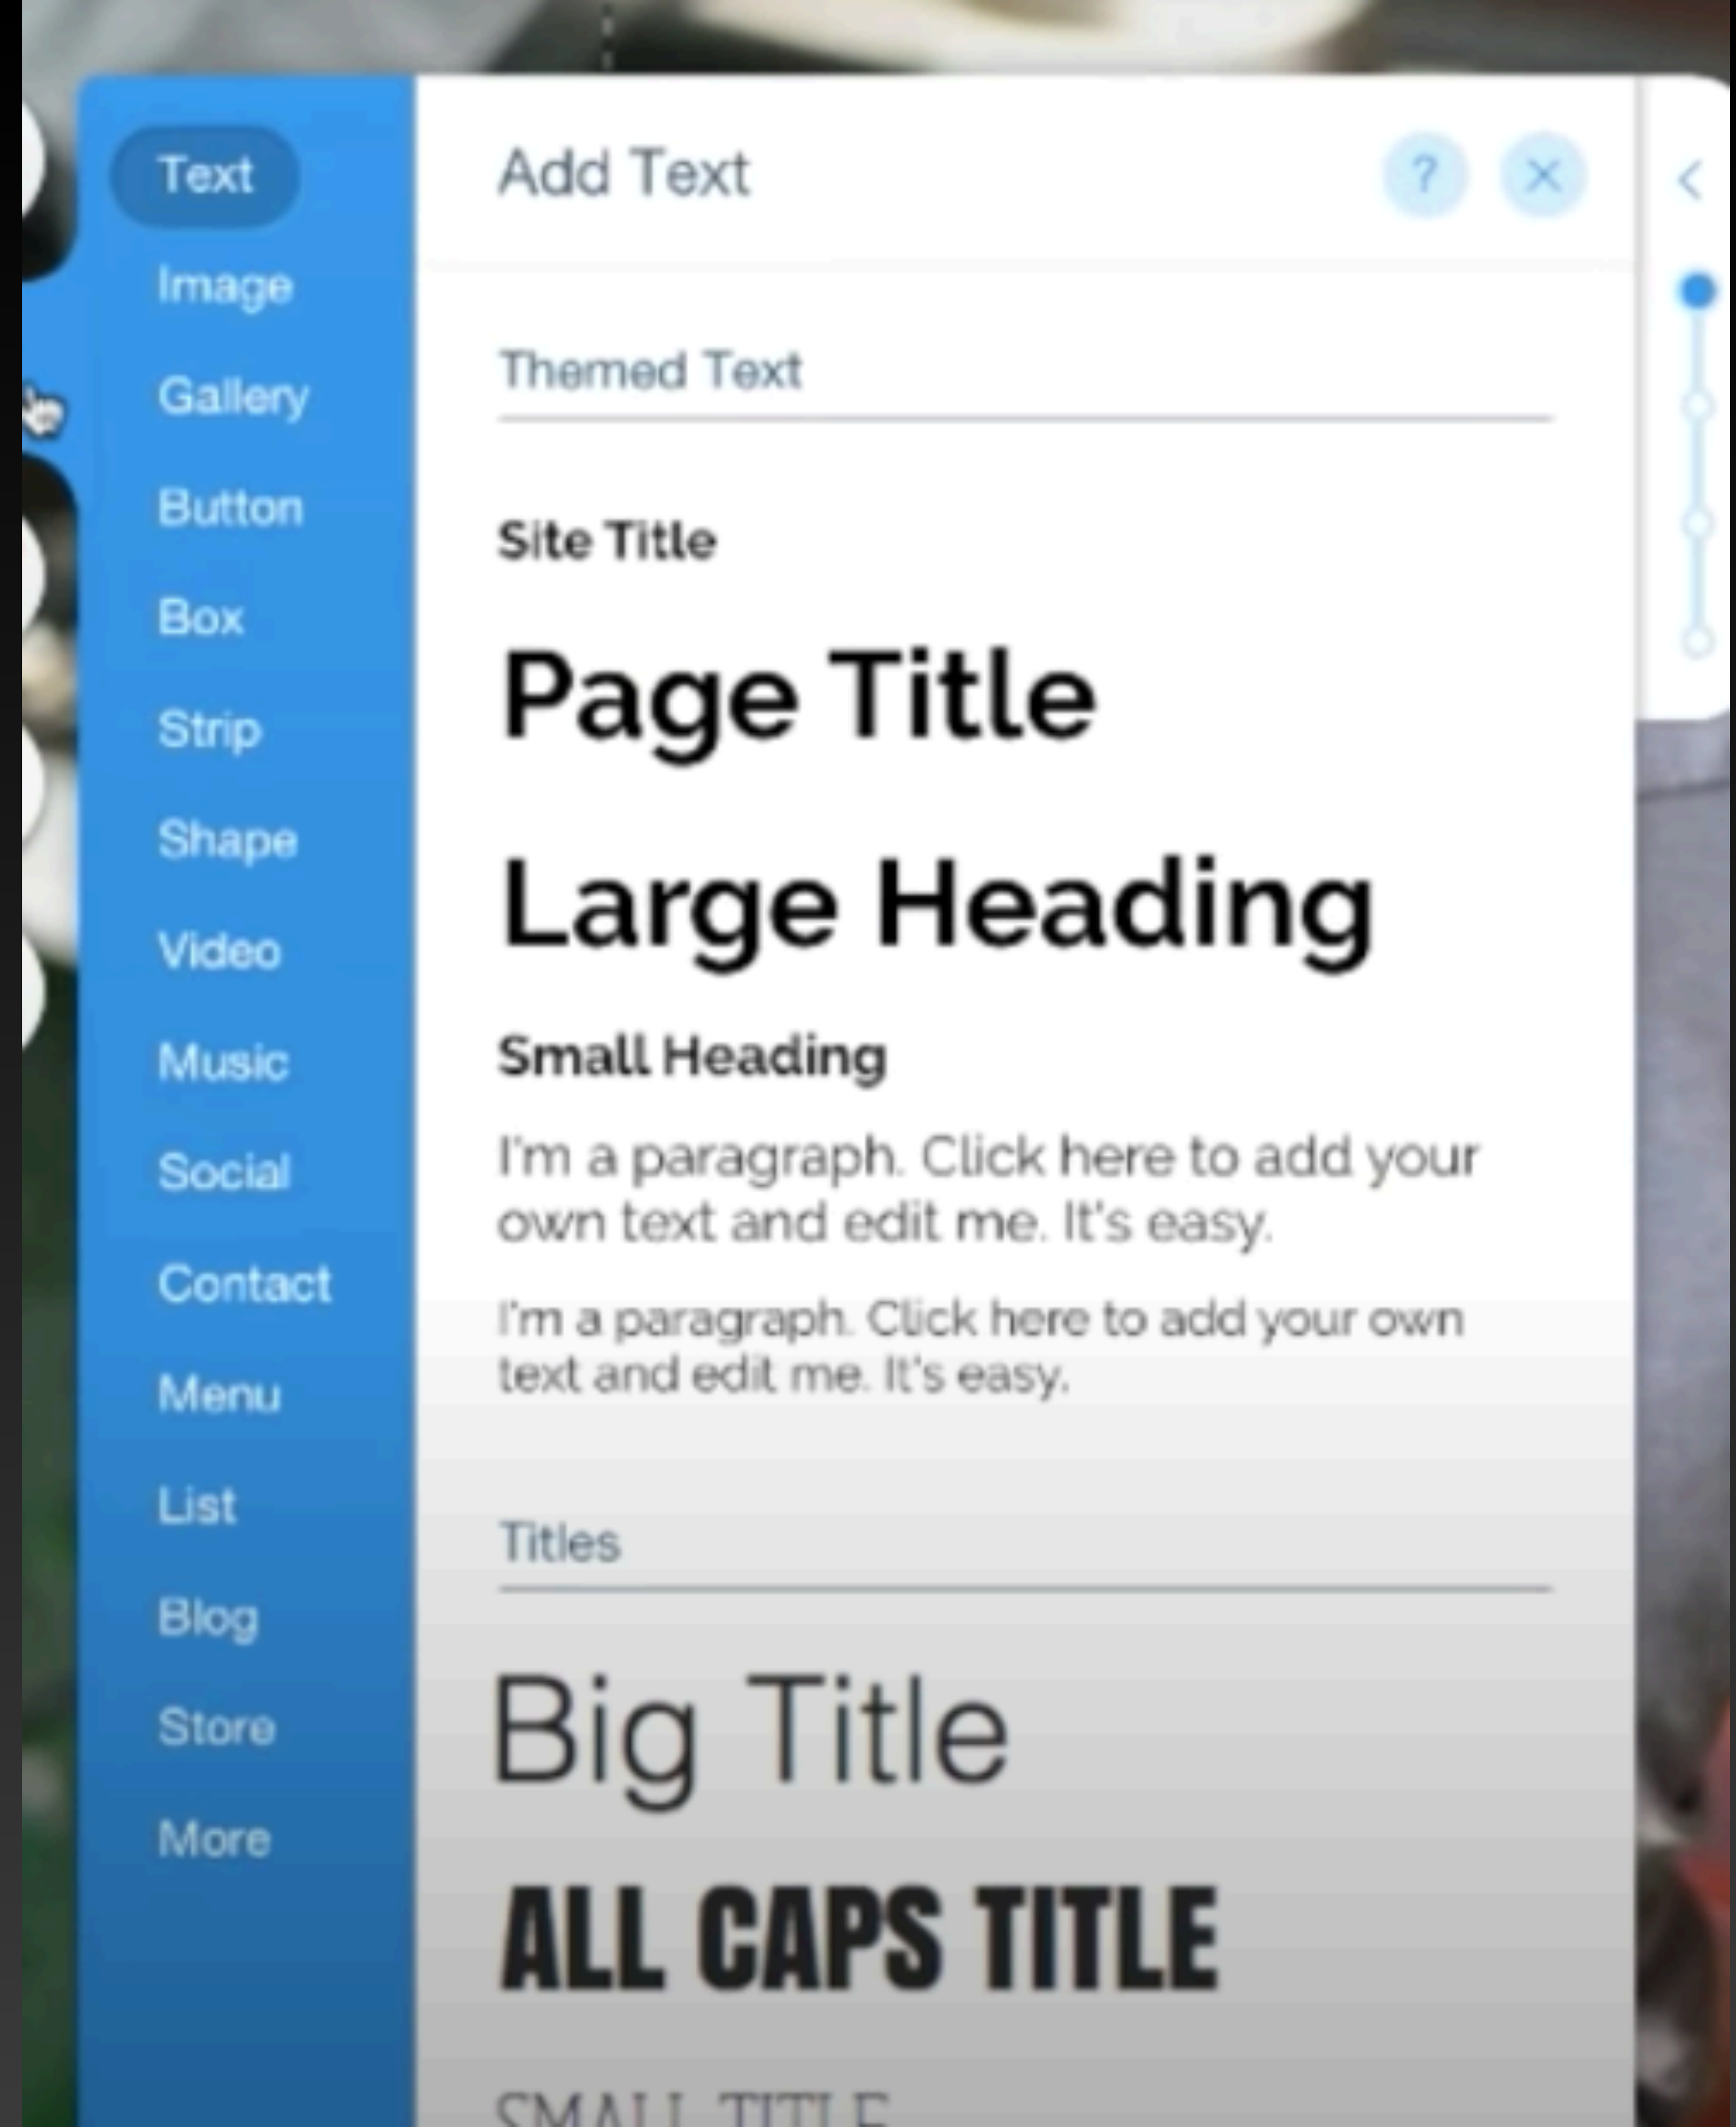 Text
Image
Gallery
Button
Box
Strip
Shape
Video
Music
Social
Contact
Menu
List
Blog
Store
More
Add Text
?
Themed Text
Site Title
Page Title
Large Heading
Small Heading
I'm a paragraph. Click here to add your
own text and edit me. It's easy.
I'm a paragraph. Click here to add your own
text and edit me. It's easy.
Titles
Big Title
ALL CAPS TITLE
SMALL TITLE